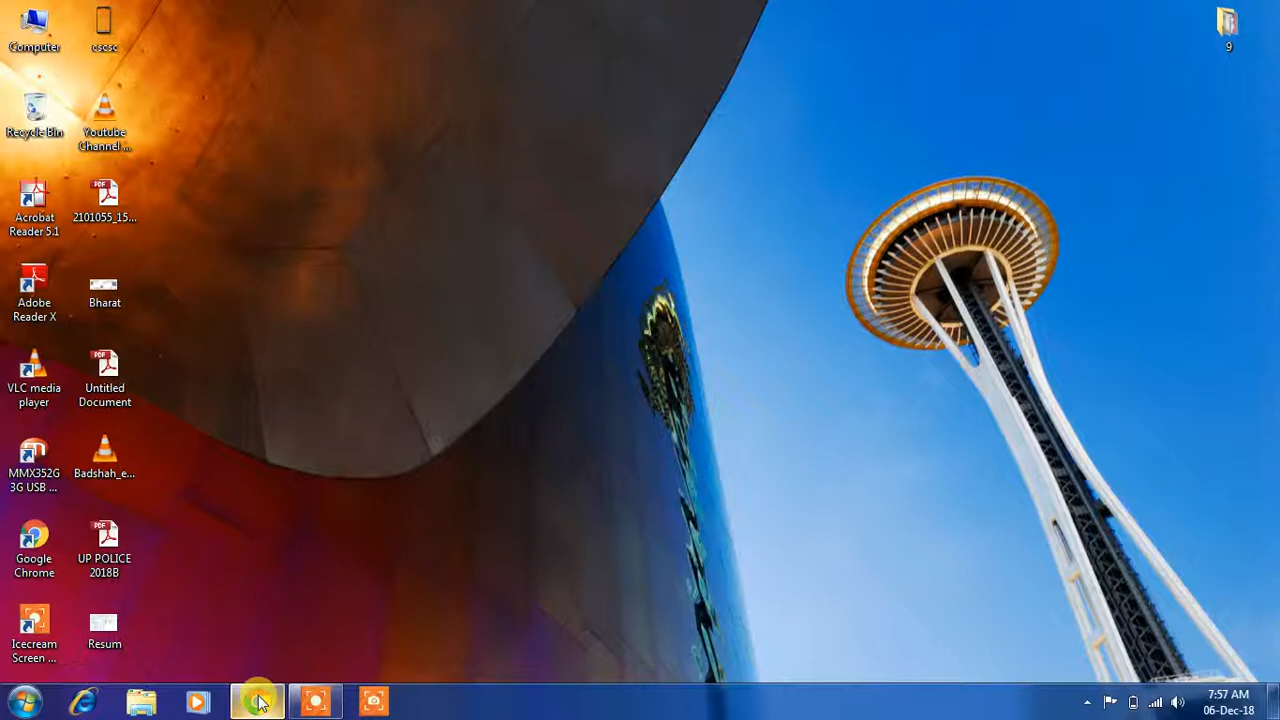 Computer
cscsc
9
Recycle Bin
Youtube
Channel ...
Acrobat
Reader 5.1
2101055_15...
Adobe
Reader X
Bharat
VLC media
player
Untitled
Document
MMX352G
3G USB ...
Badshah_e...
Google
Chrome
UP POLICE
2018B
Icecream
Screen ...
Resum
7:57 AM
06-Dec-18